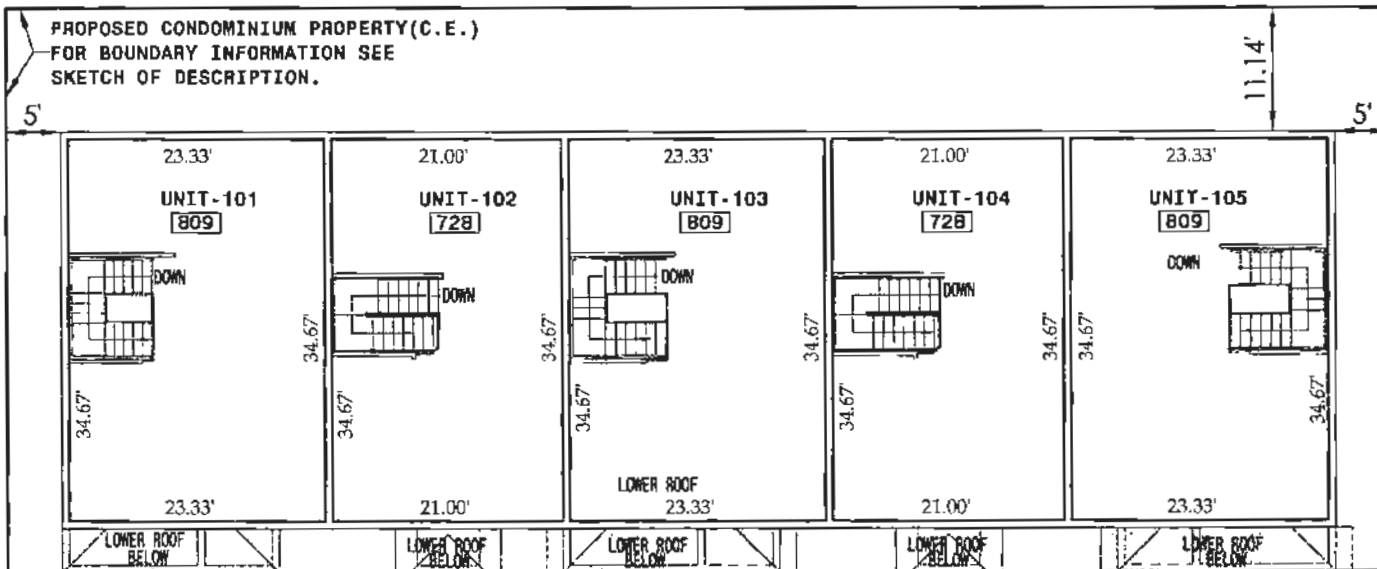 PROPOSED CONDOMINIUM PROPERTY(C.E.)
FOR BOUNDARY INFORMATION SEE
SKETCH OF DESCRIPTION.
11.14'
5'
5'
23.33'
21.00'
23.33'
21.00'
23.33'
UNIT-101
UNIT-102
UNIT-103
UNIT-104
UNIT-105
809
728
809
728
809
DOWN
DOWN
DOWN
DOWN
DOWN
34.67'
34.67'
34.67'
34.67'
34.67'
34.67'
34.67'
34.67'
34.67'
LOWER ROOF
23.33'
21.00'
23.33'
21.00'
23.33'
LOWER ROOF
BELOW
LOWER ROOF
BELOW
LOWER ROOF
BELOW
LOWER ROOF
BELOW
LOWER ROOF
BELOW